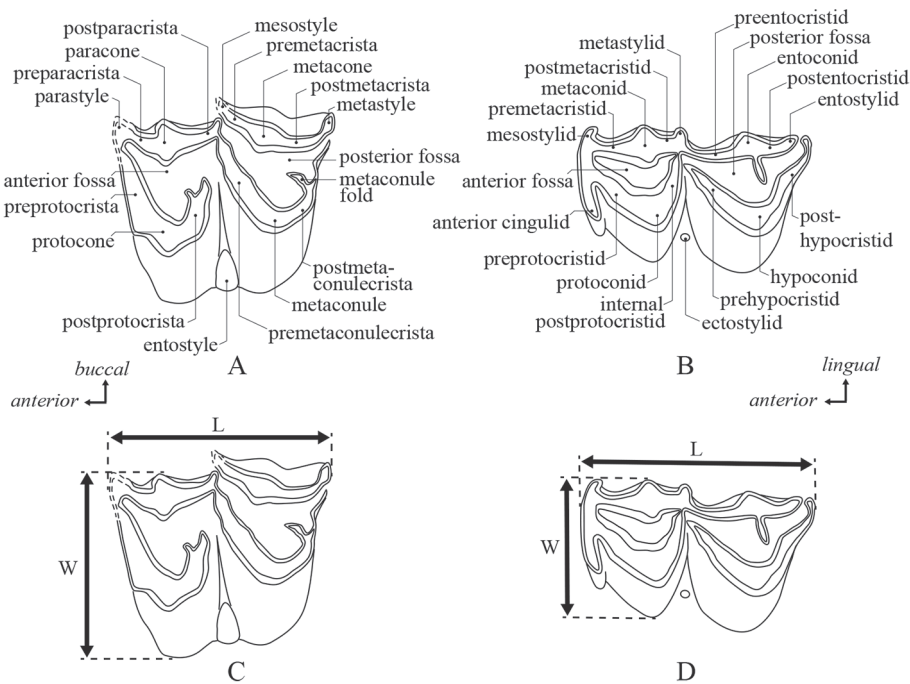 postparacrista
paracone
preparacrista
parastyle
mesostyle
premetacrista
metacone
postmetacrista
metastyle
anterior fossa
preprotocrista
protocone
posterior fossa
metaconule
fold
postmeta-
conulecrista
metaconule
postprotocrista
entostyle
premetaconulecrista
A
preentocristid
metastylid
posterior fossa
postmetacristid
entoconid
metaconid
postentocristid
premetacristid
entostylid
mesostylid
anterior fossa
anterior cingulid
post-
hypocristid
preprotocristid
protoconid
hypoconid
internal
postprotocristid
prehypocristid
ectostylid
B
buccal
anterior
lingual
anterior
L
W
C
L
W
D